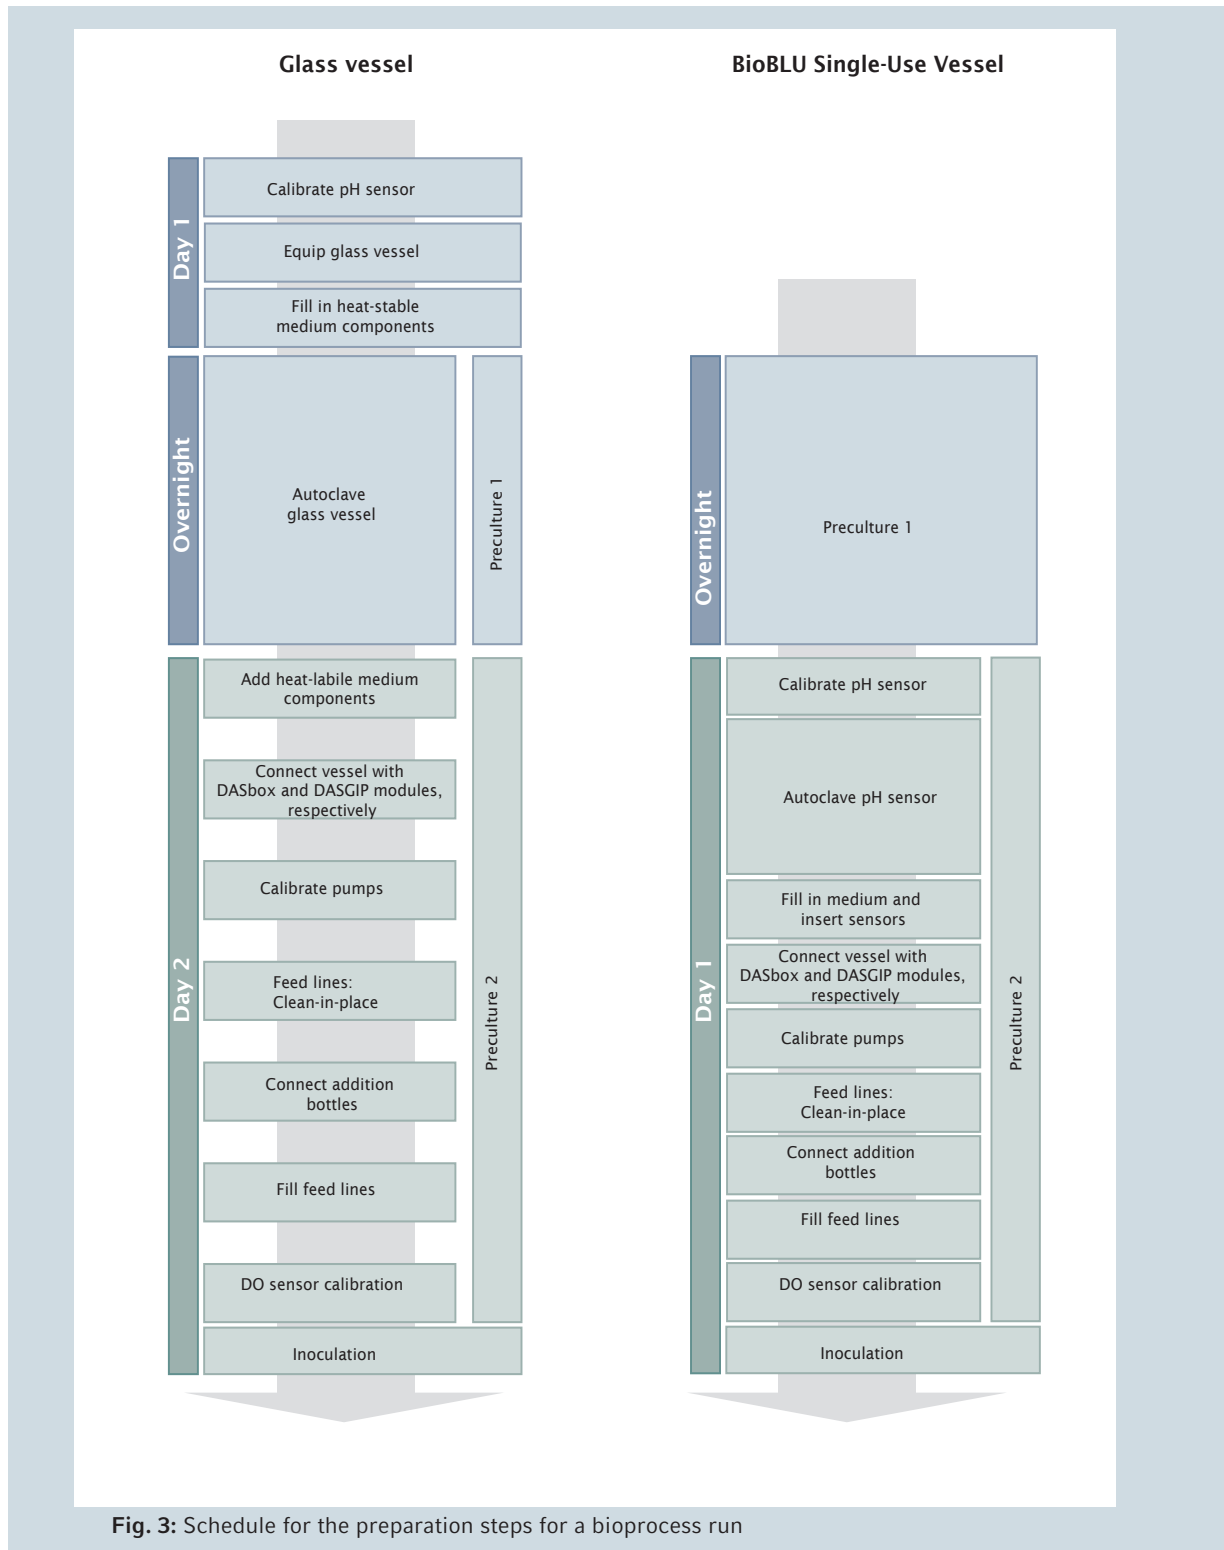 Glass vessel
Day 1
Calibrate pH sensor
Equip glass vessel
Fill in heat-stable
medium components
Overnight
Autoclave
glass vessel
Preculture 1
Day 2
Add heat-labile medium
components
Connect vessel with
DASbox and DASGIP modules,
respectively
Calibrate pumps
Feed lines:
Clean-in-place
Connect addition
bottles
Fill feed lines
DO sensor calibration
Preculture 2
Inoculation
BioBLU Single-Use Vessel
Overnight
Preculture 1
Day 1
Calibrate pH sensor
Autoclave pH sensor
Fill in medium and
insert sensors
Connect vessel with
DASbox and DASGIP modules,
respectively
Calibrate pumps
Feed lines:
Clean-in-place
Connect addition
bottles
Fill feed lines
DO sensor calibration
Preculture 2
Inoculation
Fig. 3: Schedule for the preparation steps for a bioprocess run